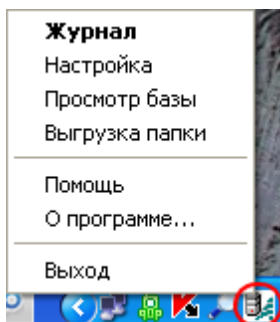 Журнал
Настройка
Просмотр базы
Выгрузка папки
Помощь
О программе...
Выход